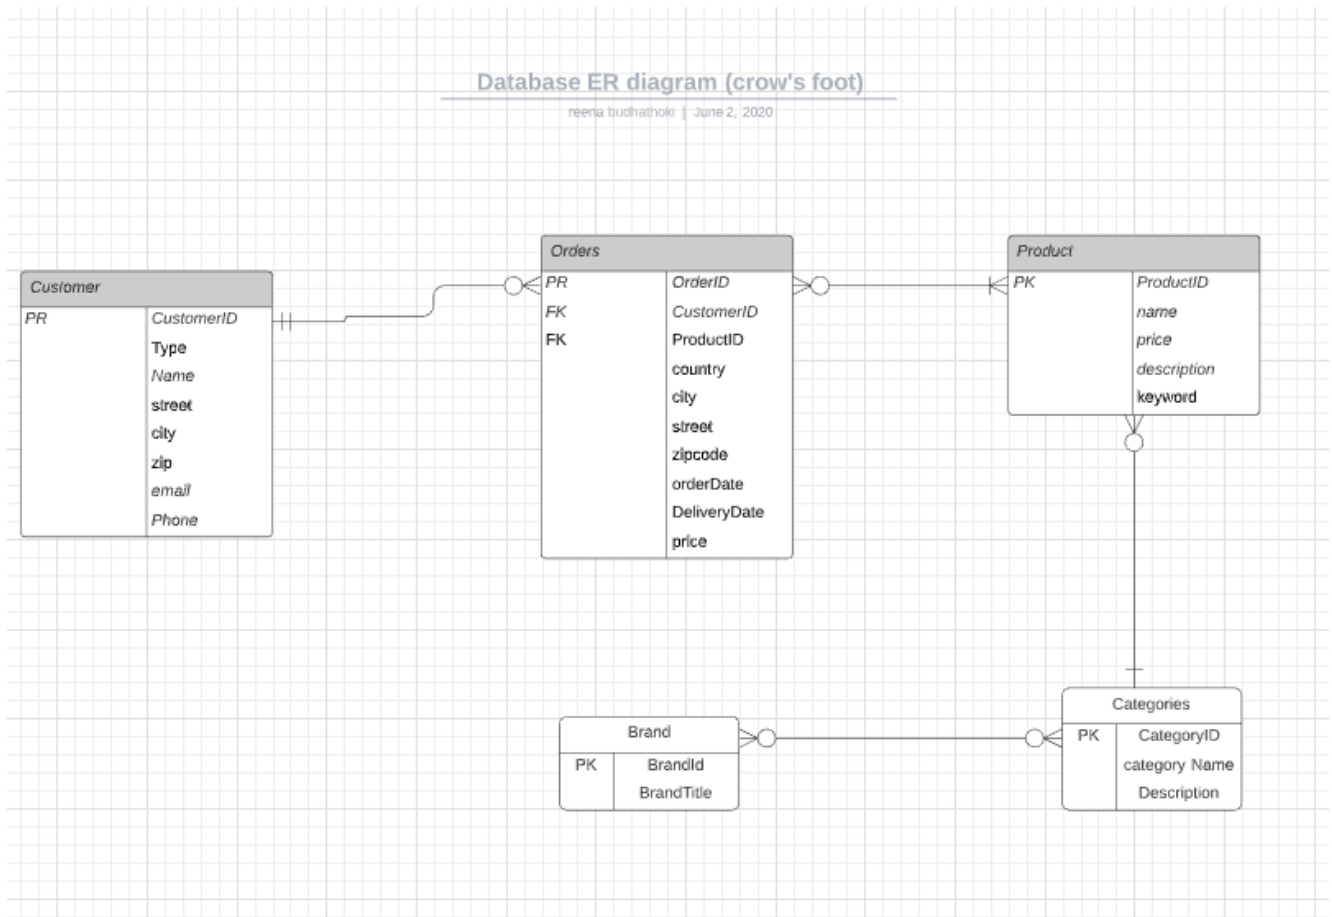 Database ER diagram (crow's foot)
reena budhathoki | June 2, 2020
Customer
PR CustomerID
Type
Name
street
city
zip
email
Phone
Orders
PR OrderID
FK CustomerID
FK ProductID
country
city
street
zipcode
orderDate
DeliveryDate
price
Product
PK ProductID
name
price
description
keyword
Brand
PK BrandId
BrandTitle
Categories
PK CategoryID
category Name
Description